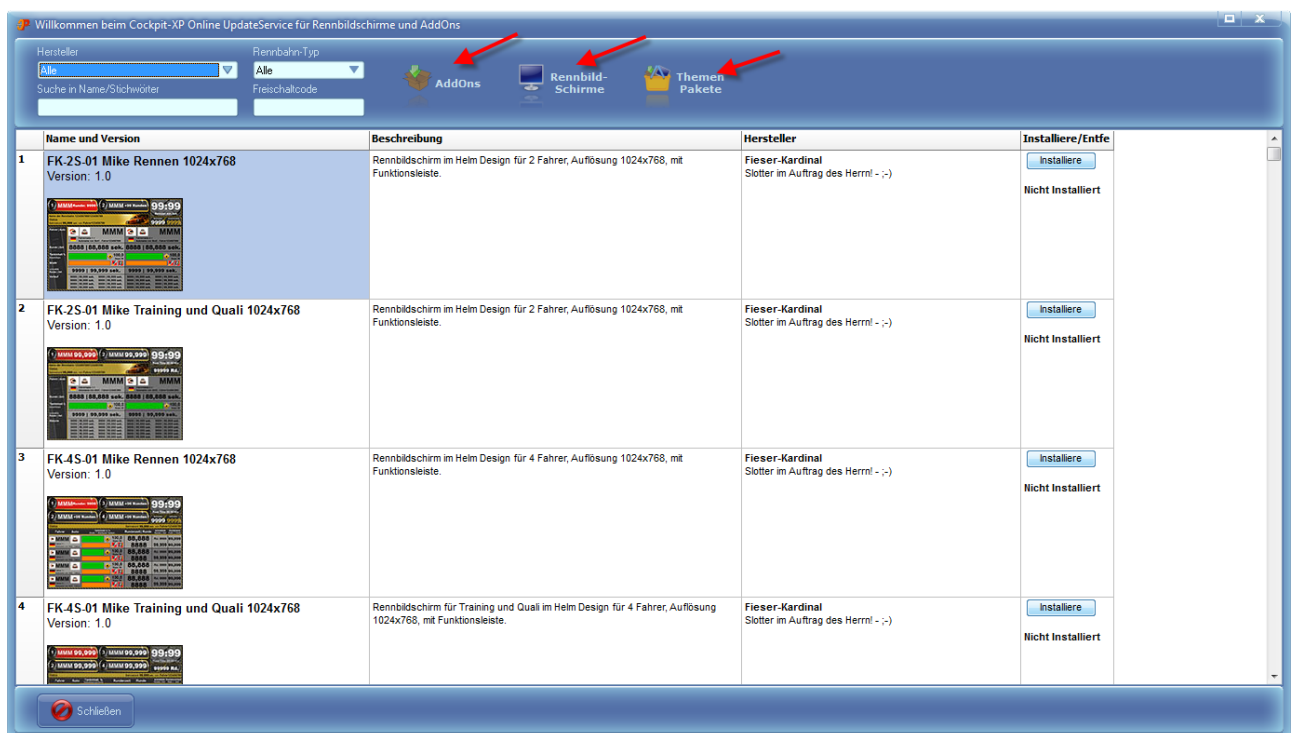 Willkommen beim Cockpit-XP Online UpdateService für Rennbildschirme und AddOns
Hersteller
Rennbahn-Typ
Alle
Alle
Suche in Name/Stichwörter
Freischaltcode
AddOns
Rennbild-
Schirme
Themen
Pakete
Name und Version
Beschreibung
Hersteller
Installiere/Entfe
1
FK-2S-01 Mike Rennen 1024x768
Version: 1.0
Rennbildschirm im Helm Design für 2 Fahrer, Auflösung 1024x768, mit
Funktionsleiste.
Fieser-Kardinal
Slotter im Auftrag des Herrn! - ;-)
Installiere
Nicht Installiert
2
FK-2S-01 Mike Training und Quali 1024x768
Version: 1.0
Rennbildschirm im Helm Design für 2 Fahrer, Auflösung 1024x768, mit
Funktionsleiste.
Fieser-Kardinal
Slotter im Auftrag des Herrn! - ;-)
Installiere
Nicht Installiert
3
FK-4S-01 Mike Rennen 1024x768
Version: 1.0
Rennbildschirm im Helm Design für 4 Fahrer, Auflösung 1024x768, mit
Funktionsleiste.
Fieser-Kardinal
Slotter im Auftrag des Herrn! - ;-)
Installiere
Nicht Installiert
4
FK-4S-01 Mike Training und Quali 1024x768
Version: 1.0
Rennbildschirm für Training und Quali im Helm Design für 4 Fahrer, Auflösung
1024x768, mit Funktionsleiste.
Fieser-Kardinal
Slotter im Auftrag des Herrn! - ;-)
Installiere
Nicht Installiert
Schließen